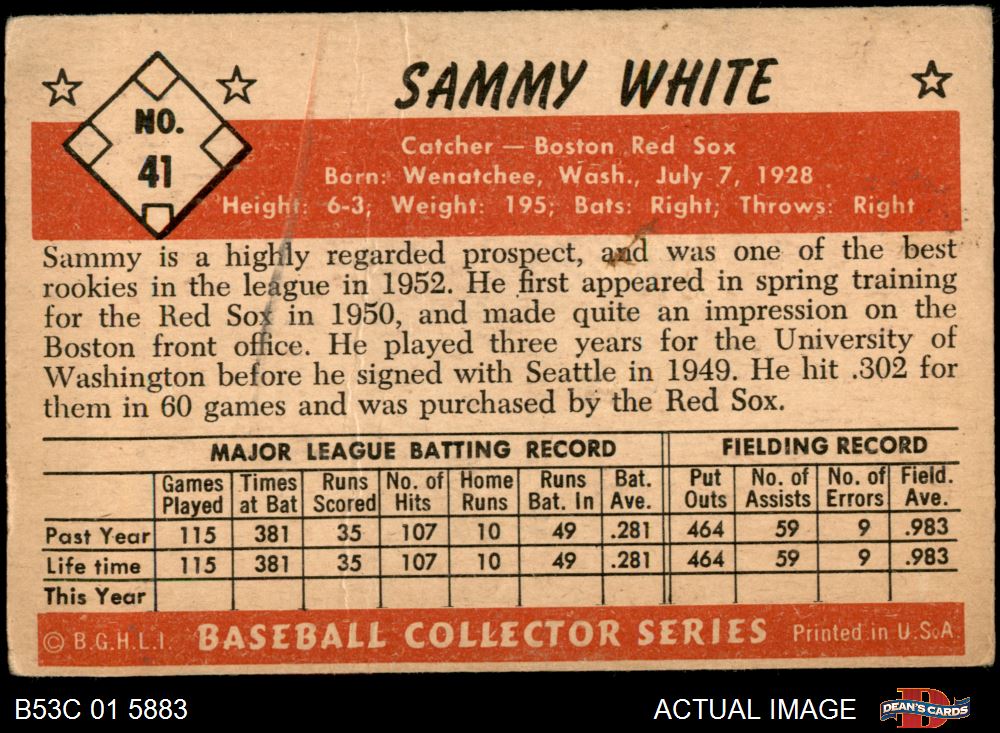 NO.
41
SAMMY WHITE
Catcher — Boston Red Sox
Born: Wenatchee, Wash., July 7, 1928
Height: 6-3; Weight: 195; Bats: Right; Throws: Right
Sammy is a highly regarded prospect, and was one of the best
rookies in the league in 1952. He first appeared in spring training
for the Red Sox in 1950, and made quite an impression on the
Boston front office. He played three years for the University of
Washington before he signed with Seattle in 1949. He hit .302 for
them in 60 games and was purchased by the Red Sox.
MAJOR LEAGUE BATTING RECORD FIELDING RECORD
Games Times Runs No. of Home Runs Bat. Put No. of No. of Field.
Played at Bat Scored Hits Runs Bat. In Ave. Outs Assists Errors Ave.
Past Year 115 381 35 107 10 49 .281 464 59 9 .983
Life time 115 381 35 107 10 49 .281 464 59 9 .983
This Year
© B.G.H.L.I. BASEBALL COLLECTOR SERIES Printed in U.S.A.
B53C 01 5883 ACTUAL IMAGE DEAN'S CARDS